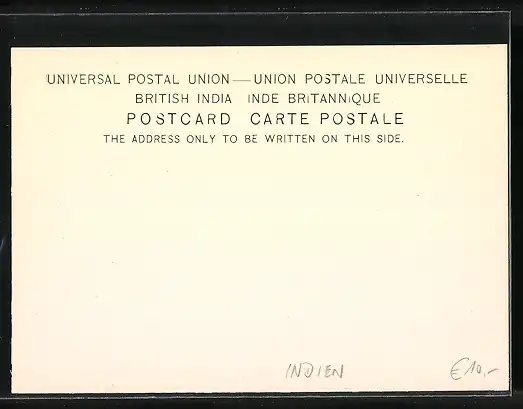 UNIVERSAL POSTAL UNION — UNION POSTALE UNIVERSELLE
BRITISH INDIA INDE BRITANNIQUE
POSTCARD CARTE POSTALE
THE ADDRESS ONLY TO BE WRITTEN ON THIS SIDE.
INDIEN €10,-